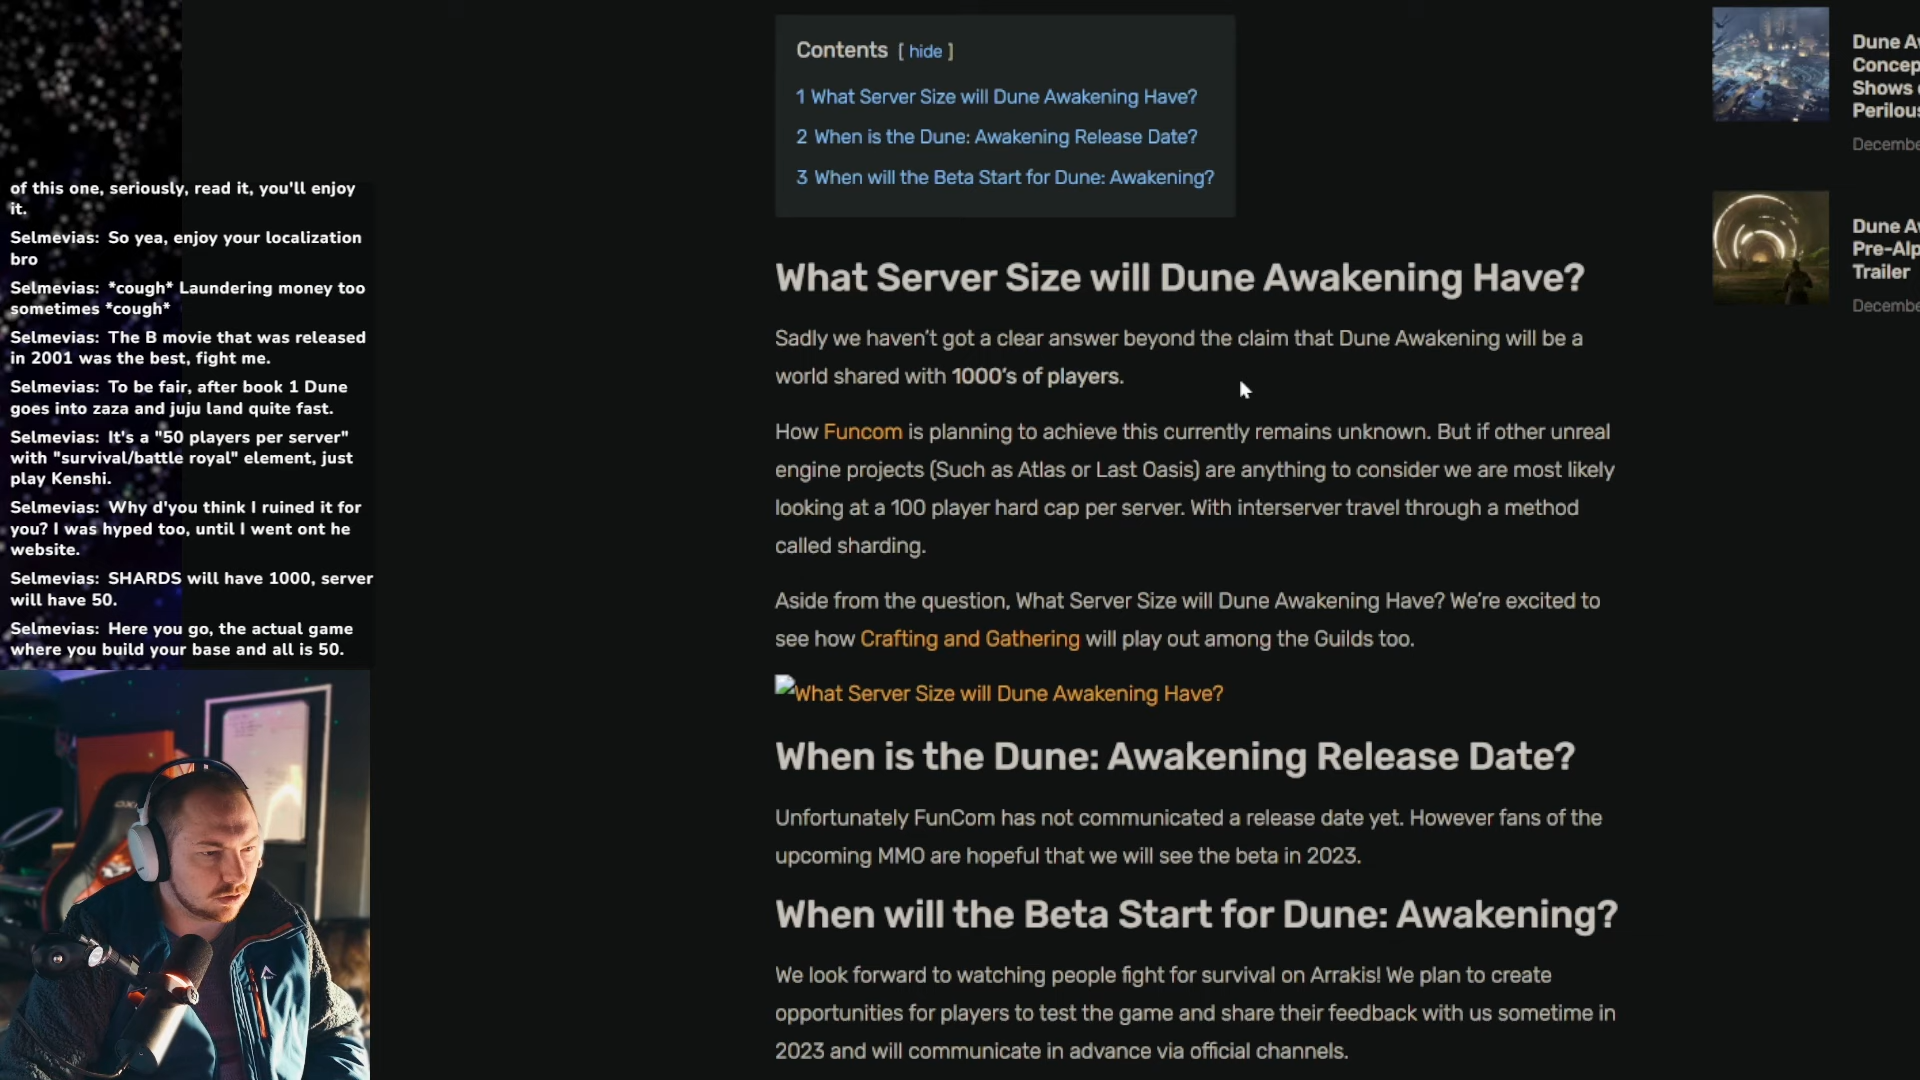 of this one, seriously, read it, you'll enjoy
it.
Selmevias: So yea, enjoy your localization
bro
Selmevias: *cough* Laundering money too
sometimes *cough*
Selmevias: The B movie that was released
in 2001 was the best, fight me.
Selmevias: To be fair, after book 1 Dune
goes into zaza and juju land quite fast.
Selmevias: It's a "50 players per server"
with "survival/battle royal" element, just
play Kenshi.
Selmevias: Why d'you think I ruined it for
you? I was hyped too, until I went ont he
website.
Selmevias: SHARDS will have 1000, server
will have 50.
Selmevias: Here you go, the actual game
where you build your base and all is 50.
Contents [ hide ]
1 What Server Size will Dune Awakening Have?
2 When is the Dune: Awakening Release Date?
3 When will the Beta Start for Dune: Awakening?
What Server Size will Dune Awakening Have?
Sadly we haven't got a clear answer beyond the claim that Dune Awakening will be a
world shared with 1000's of players.
How Funcom is planning to achieve this currently remains unknown. But if other unreal
engine projects (Such as Atlas or Last Oasis) are anything to consider we are most likely
looking at a 100 player hard cap per server. With interserver travel through a method
called sharding.
Aside from the question, What Server Size will Dune Awakening Have? We're excited to
see how Crafting and Gathering will play out among the Guilds too.
What Server Size will Dune Awakening Have?
When is the Dune: Awakening Release Date?
Unfortunately FunCom has not communicated a release date yet. However fans of the
upcoming MMO are hopeful that we will see the beta in 2023.
When will the Beta Start for Dune: Awakening?
We look forward to watching people fight for survival on Arrakis! We plan to create
opportunities for players to test the game and share their feedback with us sometime in
2023 and will communicate in advance via official channels.
Dune Aw
Concep
Shows
Perilous
Decembe
Dune Aw
Pre-Alp
Trailer
Decembe